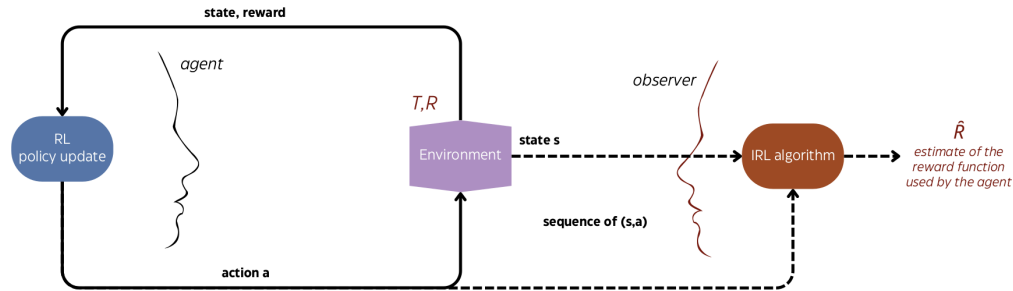 state, reward
agent
observer
T,R
RL
policy update
Environment
state s
IRL algorithm
R̂
estimate of the
reward function
used by the agent
sequence of (s,a)
action a